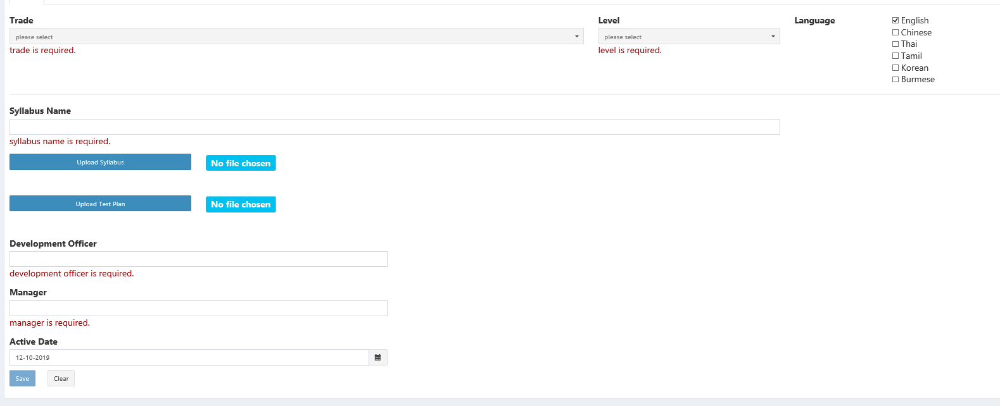 Trade
please select
trade is required.
Level
please select
level is required.
Language
English
Chinese
Thai
Tamil
Korean
Burmese
Syllabus Name
syllabus name is required.
Upload Syllabus
No file chosen
Upload Test Plan
No file chosen
Development Officer
development officer is required.
Manager
manager is required.
Active Date
12-10-2019
Save
Clear